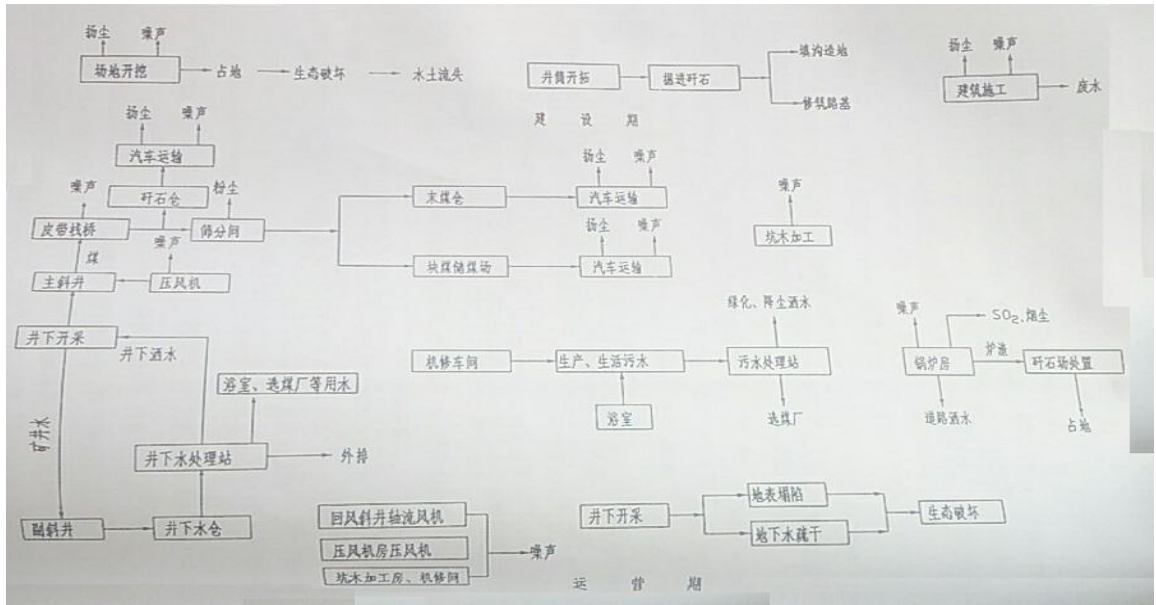 扬尘
噪声
场地开挖
占地
生态破坏
水土流头
井筒开拓
掘进矸石
填沟造地
修筑路基
扬尘
噪声
建筑施工
废水
建 设 期
扬尘
噪声
汽车运输
矸石仓
噪声
粉尘
皮带栈桥
筛分间
煤
噪声
主斜井
压风机
末煤仓
扬尘
噪声
汽车运输
块煤储煤场
扬尘
噪声
汽车运输
噪声
坑木加工
井下开采
井下洒水
矿井水
浴室、选煤厂等用水
井下水处理站
外排
副斜井
井下水仓
绿化、降尘洒水
机修车间
生产、生活污水
污水处理站
浴室
选煤厂
噪声
SO2、烟尘
锅炉房
炉渣
矸石场处置
道路洒水
占地
回风斜井轴流风机
压风机房压风机
坑木加工房、机修间
噪声
井下开采
地表塌陷
地下水疏干
生态破坏
运 营 期